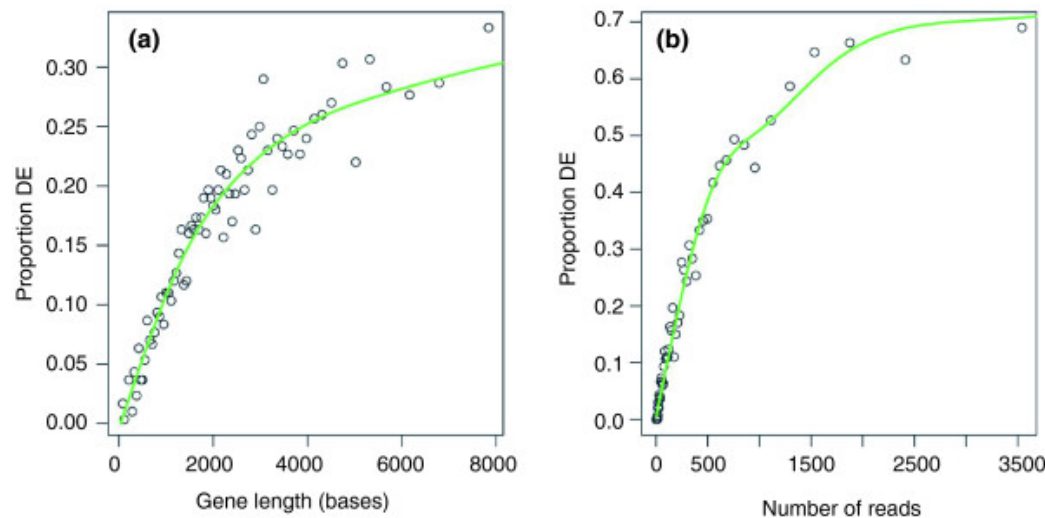 (a)
Proportion DE
0.30
0.25
0.20
0.15
0.10
0.05
0.00
0 2000 4000 6000 8000
Gene length (bases)
(b)
Proportion DE
0.7
0.6
0.5
0.4
0.3
0.2
0.1
0.0
0 500 1500 2500 3500
Number of reads